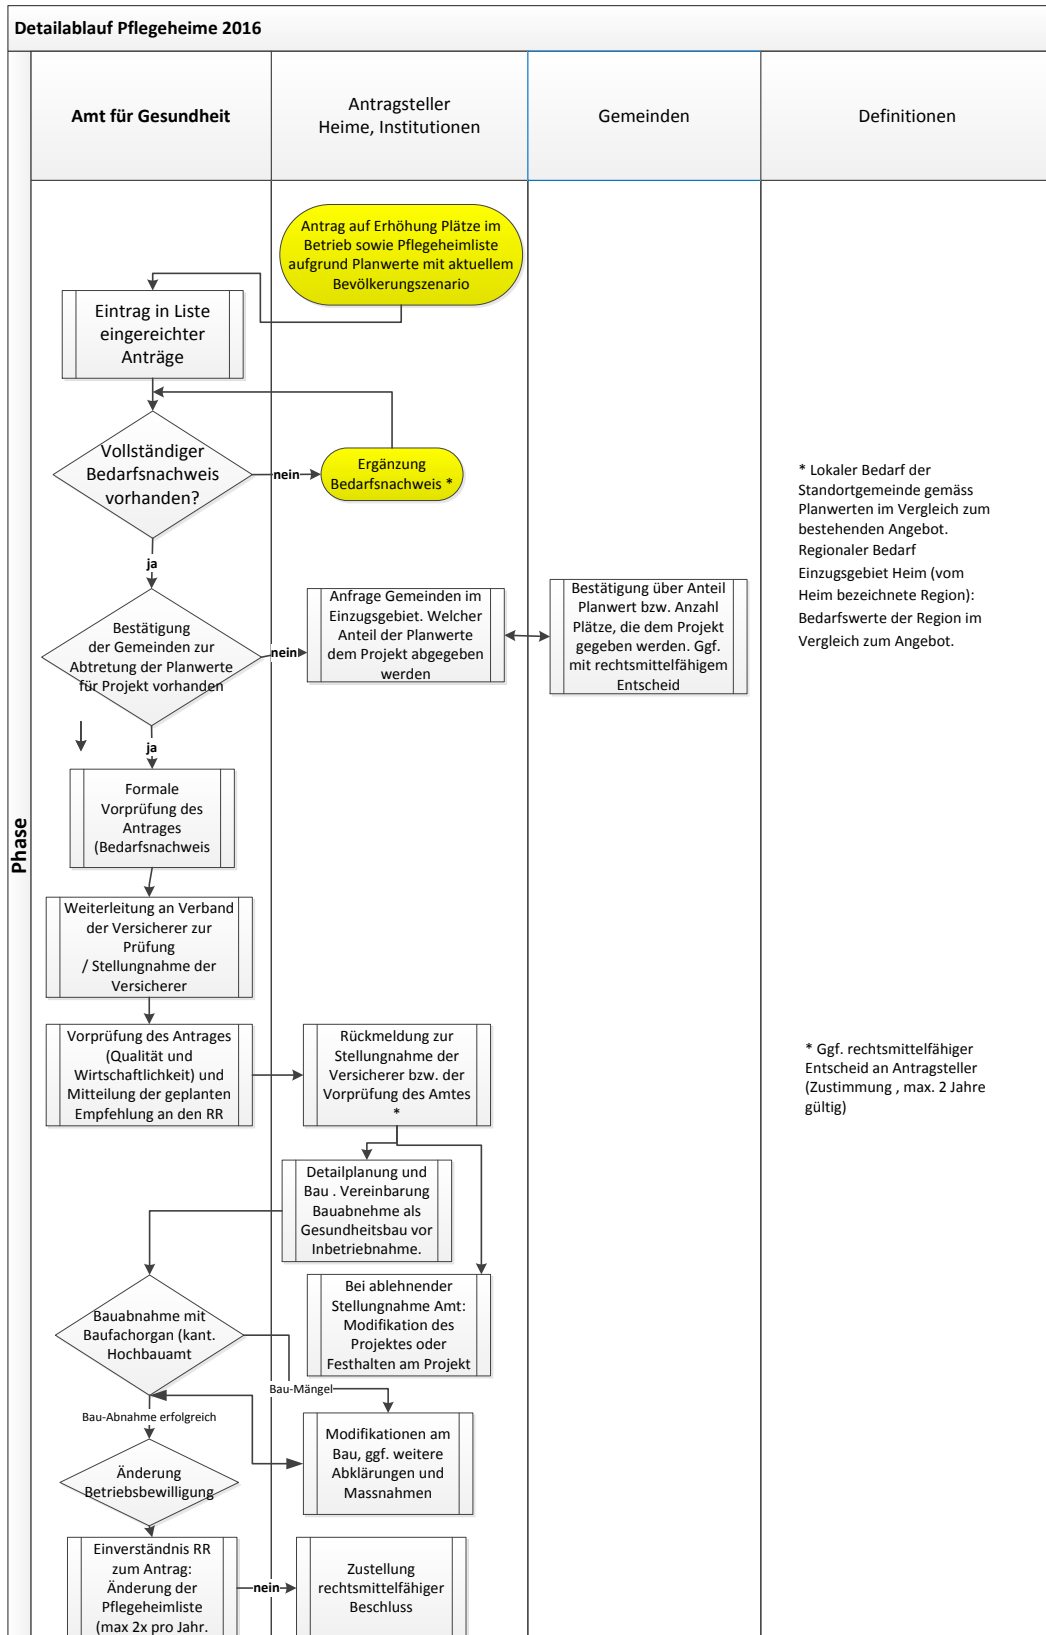 Detailablauf Pflegeheime 2016
Phase
Amt für Gesundheit
Antragsteller
Heime, Institutionen
Gemeinden
Definitionen
Antrag auf Erhöhung Plätze im
Betrieb sowie Pflegeheimliste
aufgrund Planwerte mit aktuellem
Bevölkerungszenario
Eintrag in Liste
eingereichter
Anträge
Vollständiger
Bedarfsnachweis
vorhanden?
nein
Ergänzung
Bedarfsnachweis *
* Lokaler Bedarf der
Standortgemeinde gemäss
Planwerten im Vergleich zum
bestehenden Angebot.
Regionaler Bedarf
Einzugsgebiet Heim (vom
Heim bezeichnete Region):
Bedarfswerte der Region im
Vergleich zum Angebot.
ja
Bestätigung
der Gemeinden zur
Abtretung der Planwerte
für Projekt vorhanden
nein
Anfrage Gemeinden im
Einzugsgebiet. Welcher
Anteil der Planwerte
dem Projekt abgegeben
werden
Bestätigung über Anteil
Planwert bzw. Anzahl
Plätze, die dem Projekt
gegeben werden. Ggf.
mit rechtsmittelfähigem
Entscheid
ja
Formale
Vorprüfung des
Antrages
(Bedarfsnachweis
Weiterleitung an Verband
der Versicherer zur
Prüfung
/ Stellungnahme der
Versicherer
Vorprüfung des Antrages
(Qualität und
Wirtschaftlichkeit) und
Mitteilung der geplanten
Empfehlung an den RR
Rückmeldung zur
Stellungnahme der
Versicherer bzw. der
Vorprüfung des Amtes
*
* Ggf. rechtsmittelfähiger
Entscheid an Antragsteller
(Zustimmung , max. 2 Jahre
gültig)
Detailplanung und
Bau . Vereinbarung
Bauabnehme als
Gesundheitsbau vor
Inbetriebnahme.
Bei ablehnender
Stellungnahme Amt:
Modifikation des
Projektes oder
Festhalten am Projekt
Bauabnahme mit
Baufachorgan (kant.
Hochbauamt
Bau-Mängel
Bau-Abnahme erfolgreich
Modifikationen am
Bau, ggf. weitere
Abklärungen und
Massnahmen
Änderung
Betriebsbewilligung
Einverständnis RR
zum Antrag:
Änderung der
Pflegeheimliste
(max 2x pro Jahr.
nein
Zustellung
rechtsmittelfähiger
Beschluss